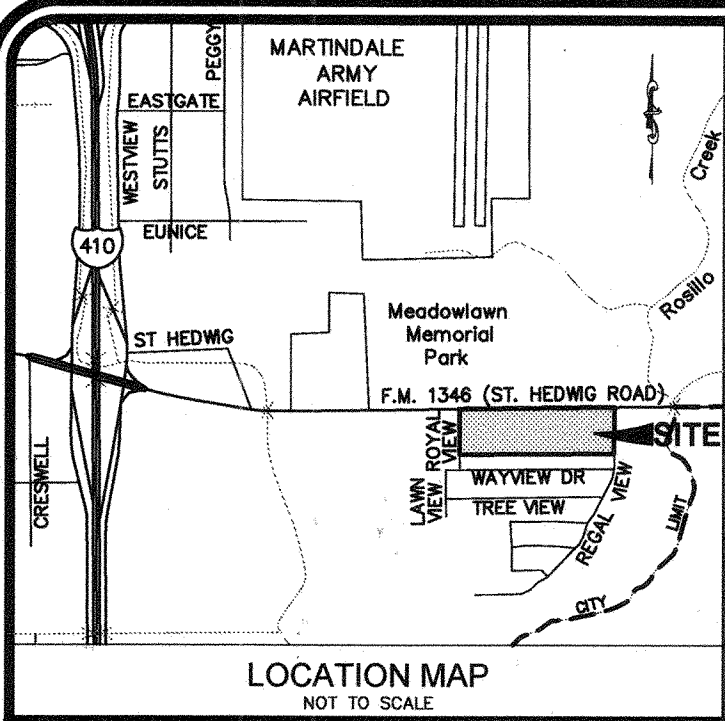 MARTINDALE
ARMY
AIRFIELD
PEGGY
EASTGATE
WESTVIEW
STUTTS
EUNICE
410
Creek
Rosillo
ST HEDWIG
Meadowlawn
Memorial
Park
F.M. 1346 (ST. HEDWIG ROAD)
ROYAL
VIEW
SITE
CRESWELL
LAWN
VIEW
WAYVIEW DR
TREE VIEW
REGAL VIEW
CITY
LIMIT
LOCATION MAP
NOT TO SCALE